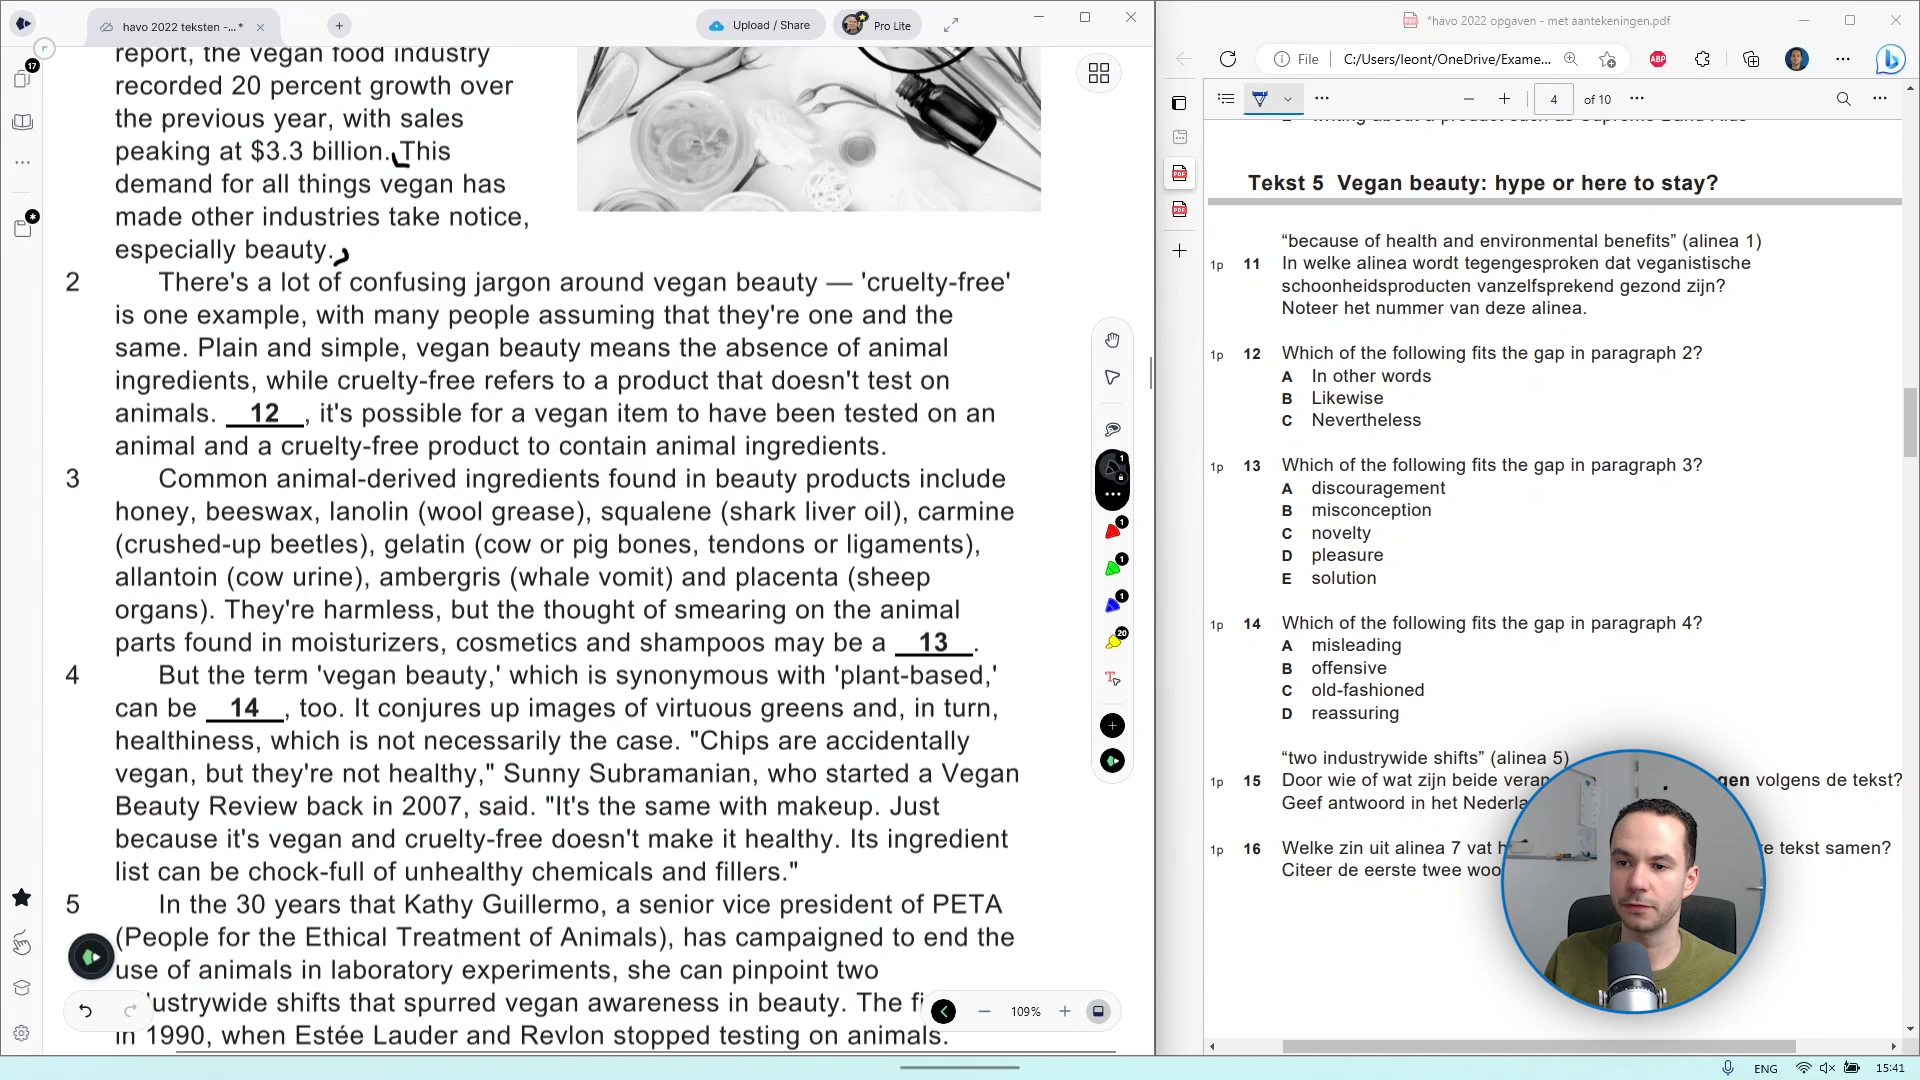 havo 2022 teksten -...*
Upload / Share
Pro Lite
17
report, the vegan food industry
recorded 20 percent growth over
the previous year, with sales
peaking at $3.3 billion. This
demand for all things vegan has
made other industries take notice,
especially beauty.
2 There's a lot of confusing jargon around vegan beauty — 'cruelty-free'
is one example, with many people assuming that they're one and the
same. Plain and simple, vegan beauty means the absence of animal
ingredients, while cruelty-free refers to a product that doesn't test on
animals. 12 , it's possible for a vegan item to have been tested on an
animal and a cruelty-free product to contain animal ingredients.
3 Common animal-derived ingredients found in beauty products include
honey, beeswax, lanolin (wool grease), squalene (shark liver oil), carmine
(crushed-up beetles), gelatin (cow or pig bones, tendons or ligaments),
allantoin (cow urine), ambergris (whale vomit) and placenta (sheep
organs). They're harmless, but the thought of smearing on the animal
parts found in moisturizers, cosmetics and shampoos may be a 13 .
4 But the term 'vegan beauty,' which is synonymous with 'plant-based,'
can be 14 , too. It conjures up images of virtuous greens and, in turn,
healthiness, which is not necessarily the case. "Chips are accidentally
vegan, but they're not healthy," Sunny Subramanian, who started a Vegan
Beauty Review back in 2007, said. "It's the same with makeup. Just
because it's vegan and cruelty-free doesn't make it healthy. Its ingredient
list can be chock-full of unhealthy chemicals and fillers."
5 In the 30 years that Kathy Guillermo, a senior vice president of PETA
(People for the Ethical Treatment of Animals), has campaigned to end the
use of animals in laboratory experiments, she can pinpoint two
dustrywide shifts that spurred vegan awareness in beauty. The fi
in 1990, when Estée Lauder and Revlon stopped testing on animals.
1
1
1
1
20
109%
*havo 2022 opgaven - met aantekeningen.pdf
File
C:/Users/leont/OneDrive/Exame...
ABP
4 of 10
Tekst 5 Vegan beauty: hype or here to stay?
“because of health and environmental benefits” (alinea 1)
1p 11 In welke alinea wordt tegengesproken dat veganistische
schoonheidsproducten vanzelfsprekend gezond zijn?
Noteer het nummer van deze alinea.
1p 12 Which of the following fits the gap in paragraph 2?
A In other words
B Likewise
C Nevertheless
1p 13 Which of the following fits the gap in paragraph 3?
A discouragement
B misconception
C novelty
D pleasure
E solution
1p 14 Which of the following fits the gap in paragraph 4?
A misleading
B offensive
C old-fashioned
D reassuring
“two industrywide shifts” (alinea 5)
1p 15 Door wie of wat zijn beide veran gen volgens de tekst?
Geef antwoord in het Nederla
1p 16 Welke zin uit alinea 7 vat h ve tekst samen?
Citeer de eerste twee woo
ENG
15:41